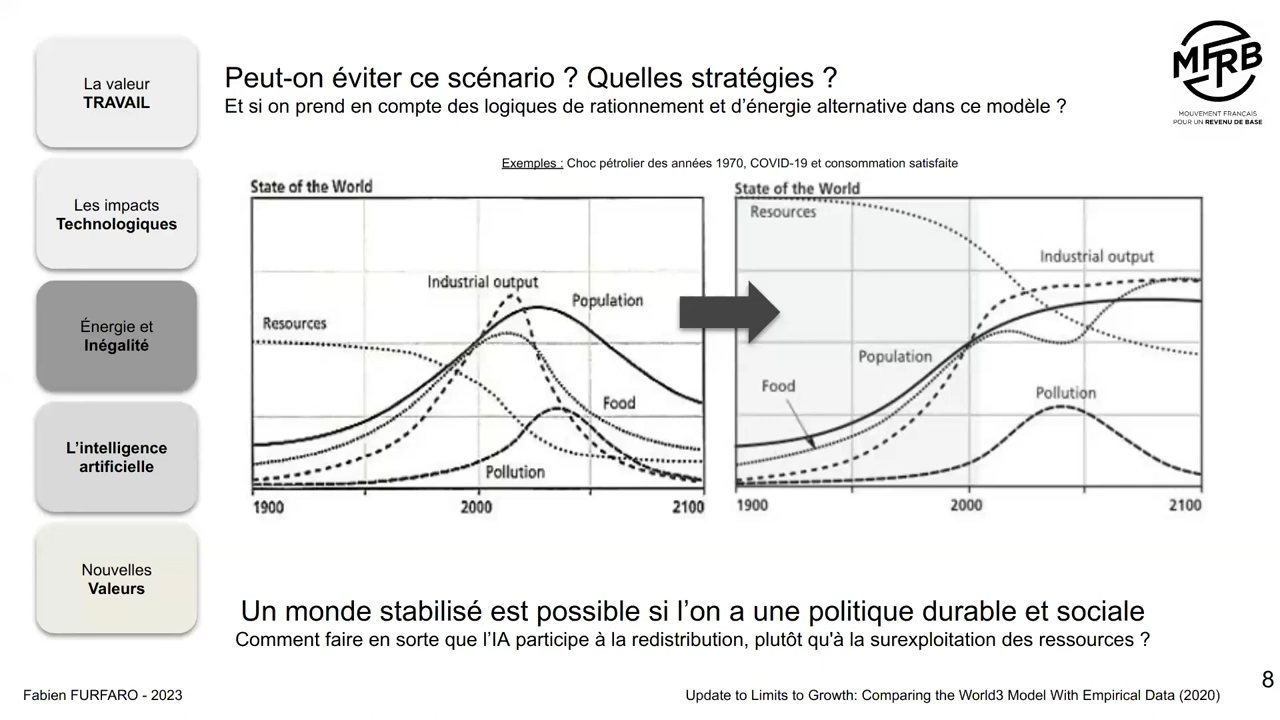 La valeur
TRAVAIL
Les impacts
Technologiques
Énergie et
Inégalité
L'intelligence
artificielle
Nouvelles
Valeurs
Peut-on éviter ce scénario ? Quelles stratégies ?
Et si on prend en compte des logiques de rationnement et d'énergie alternative dans ce modèle ?
MFRB
MOUVEMENT FRANÇAIS
POUR UN REVENU DE BASE
Exemples : Choc pétrolier des années 1970, COVID-19 et consommation satisfaite
State of the World
Industrial output
Population
Resources
Food
Pollution
1900
2000
2100
State of the World
Resources
Industrial output
Population
Food
Pollution
1900
2000
2100
Un monde stabilisé est possible si l'on a une politique durable et sociale
Comment faire en sorte que l'IA participe à la redistribution, plutôt qu'à la surexploitation des ressources ?
8
Fabien FURFARO - 2023
Update to Limits to Growth: Comparing the World3 Model With Empirical Data (2020)